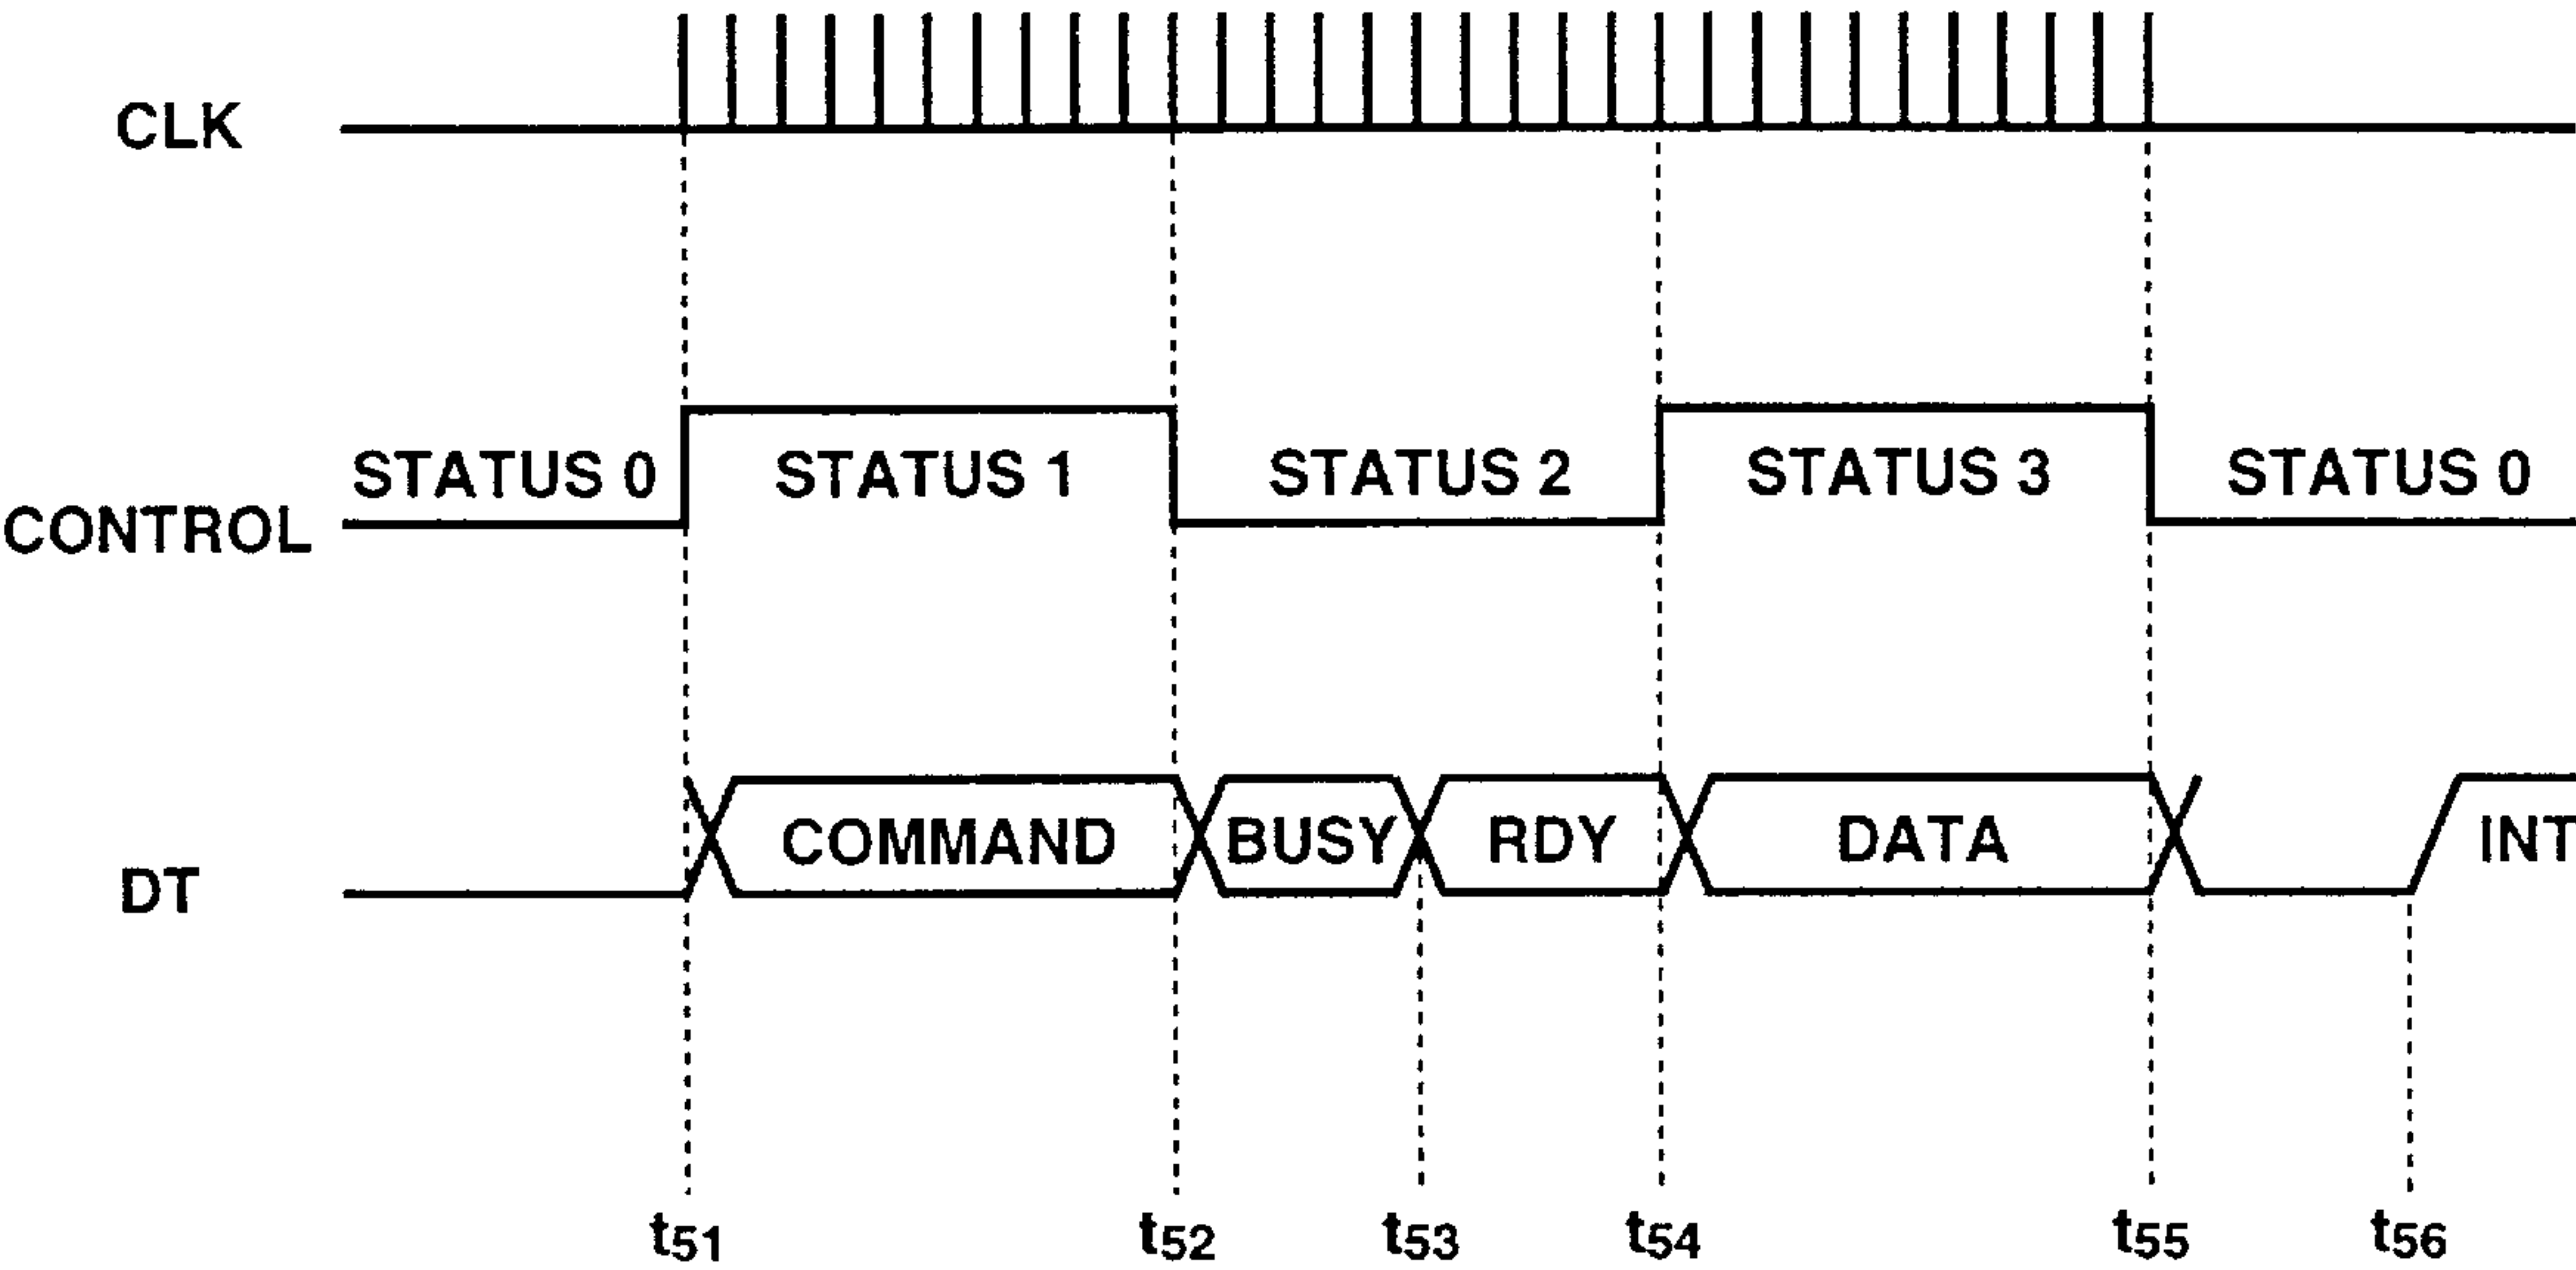 CLK
STATUS 0 STATUS 1 STATUS 2 STATUS 3 STATUS 0
CONTROL
COMMAND BUSY RDY DATA INT
DT
t51 t52 t53 t54 t55 t56